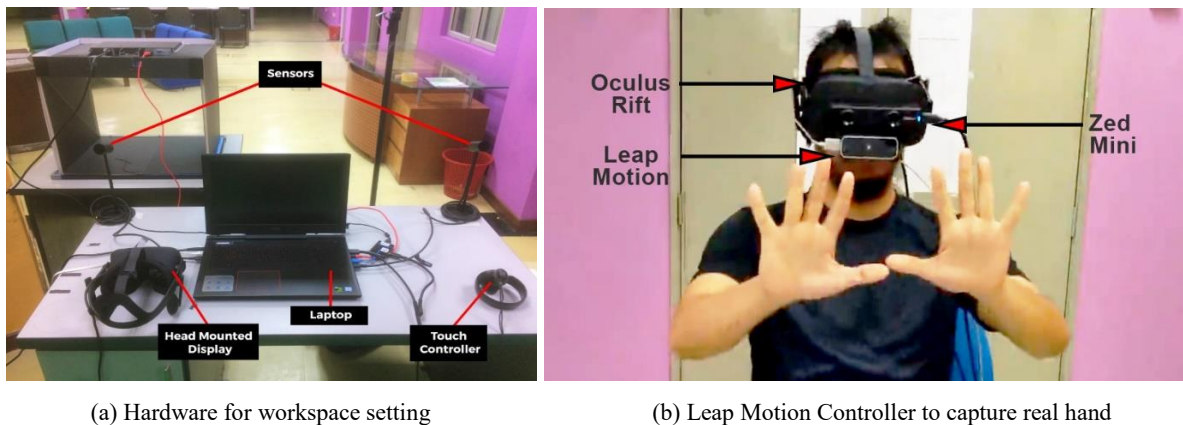 Sensors
Laptop
Head Mounted
Display
Touch
Controller
(a) Hardware for workspace setting
Oculus
Rift
Leap
Motion
Zed
Mini
(b) Leap Motion Controller to capture real hand